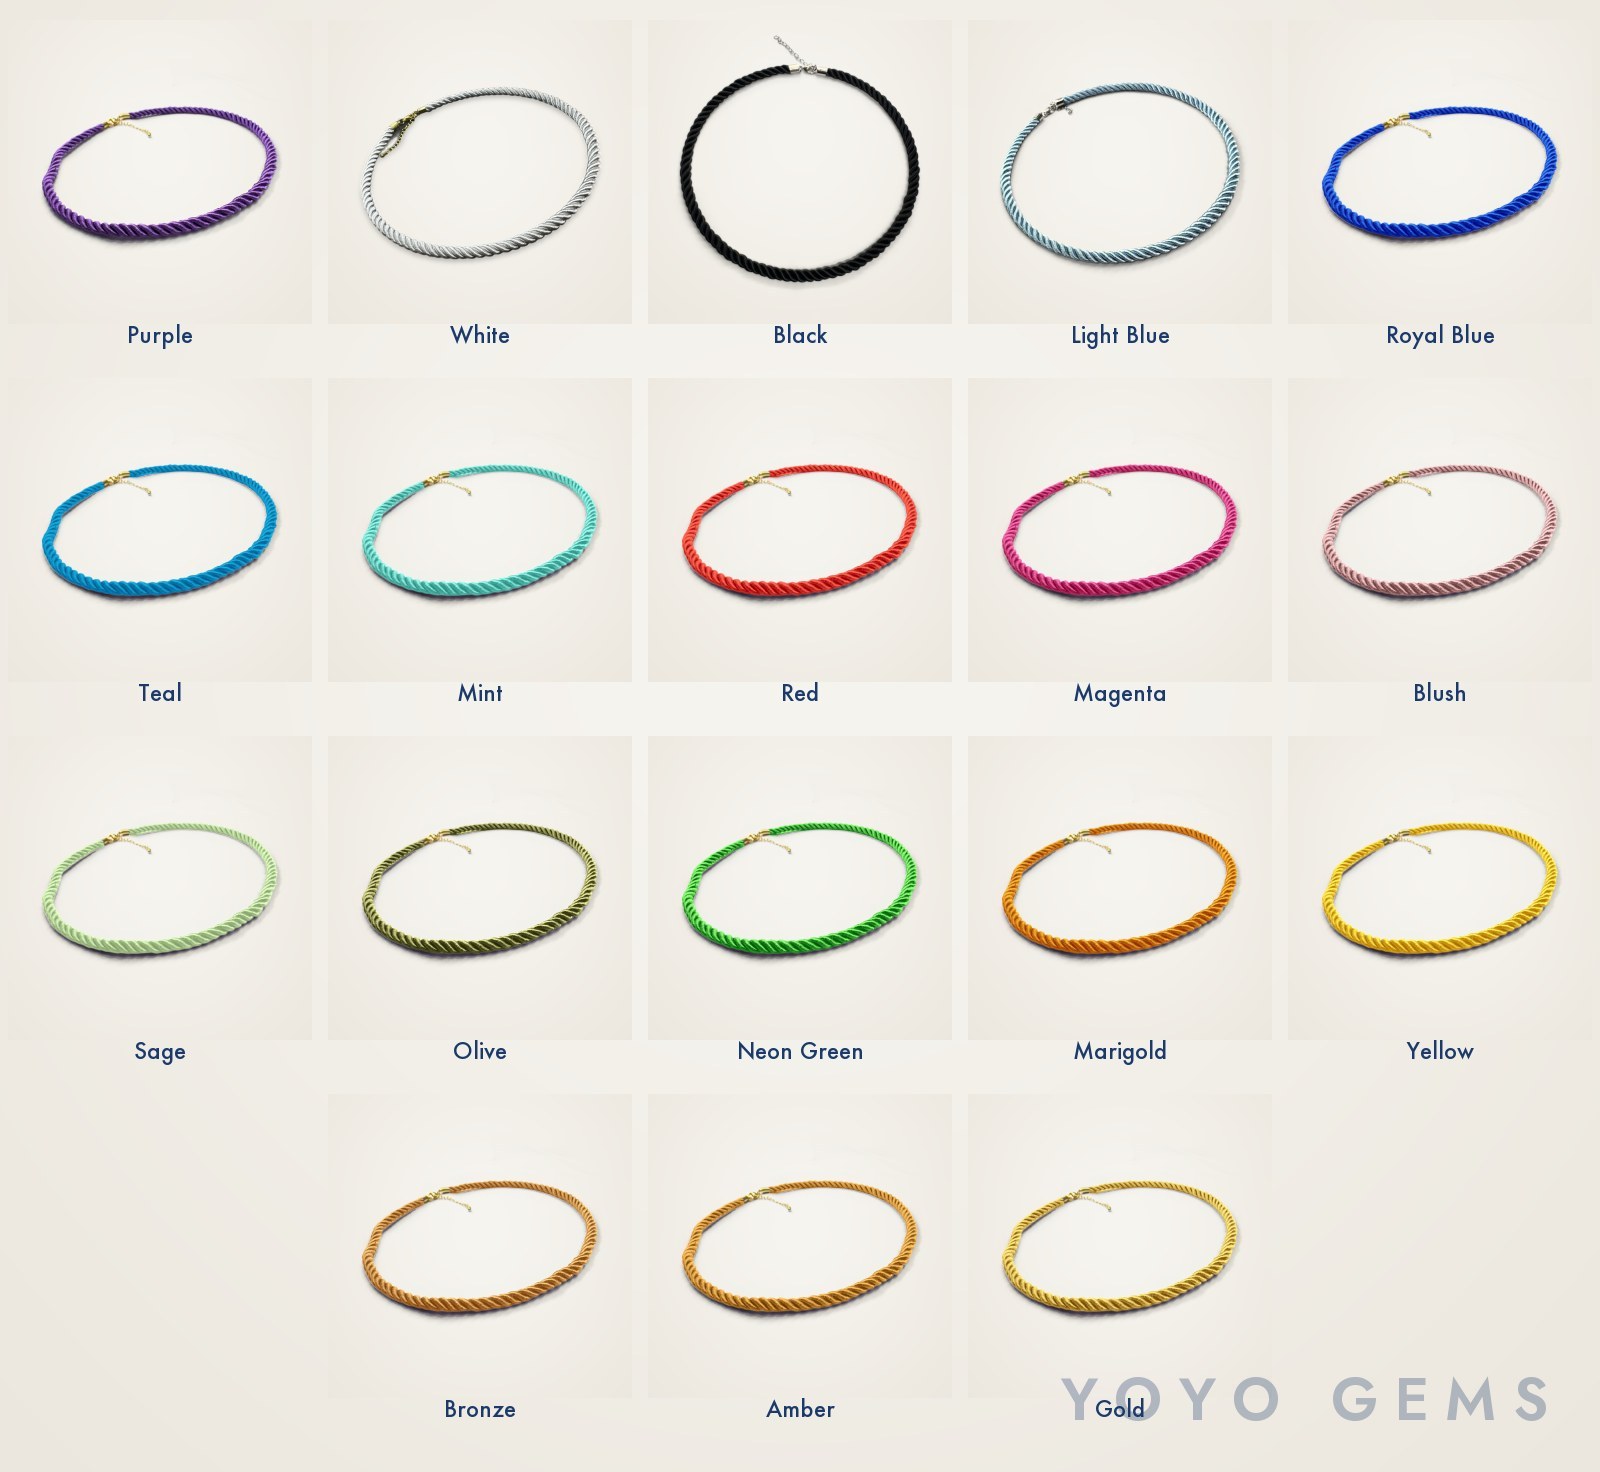 Purple
White
Black
Light Blue
Royal Blue
Teal
Mint
Red
Magenta
Blush
Sage
Olive
Neon Green
Marigold
Yellow
Bronze
Amber
Gold
YOYO GEMS